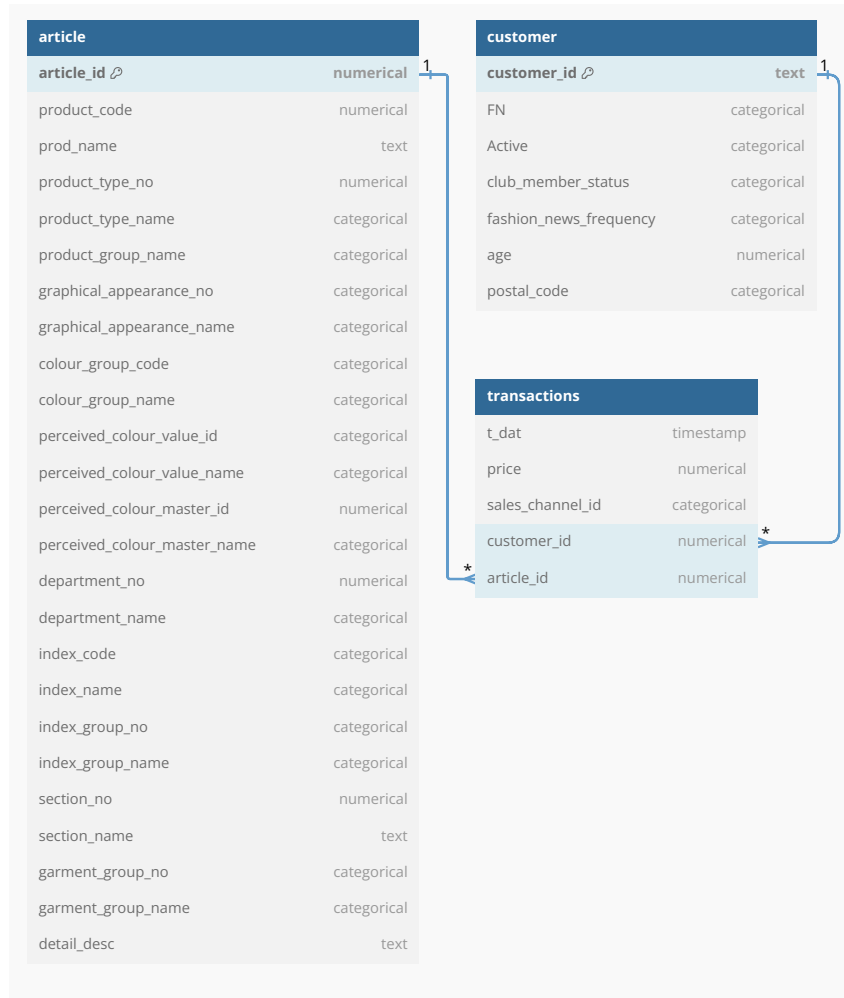 article
article_id numerical
product_code numerical
prod_name text
product_type_no numerical
product_type_name categorical
product_group_name categorical
graphical_appearance_no categorical
graphical_appearance_name categorical
colour_group_code categorical
colour_group_name categorical
perceived_colour_value_id categorical
perceived_colour_value_name categorical
perceived_colour_master_id numerical
perceived_colour_master_name categorical
department_no numerical
department_name categorical
index_code categorical
index_name categorical
index_group_no categorical
index_group_name categorical
section_no numerical
section_name text
garment_group_no categorical
garment_group_name categorical
detail_desc text
1
*
customer
customer_id text
FN categorical
Active categorical
club_member_status categorical
fashion_news_frequency categorical
age numerical
postal_code categorical
1
*
transactions
t_dat timestamp
price numerical
sales_channel_id categorical
customer_id numerical
article_id numerical